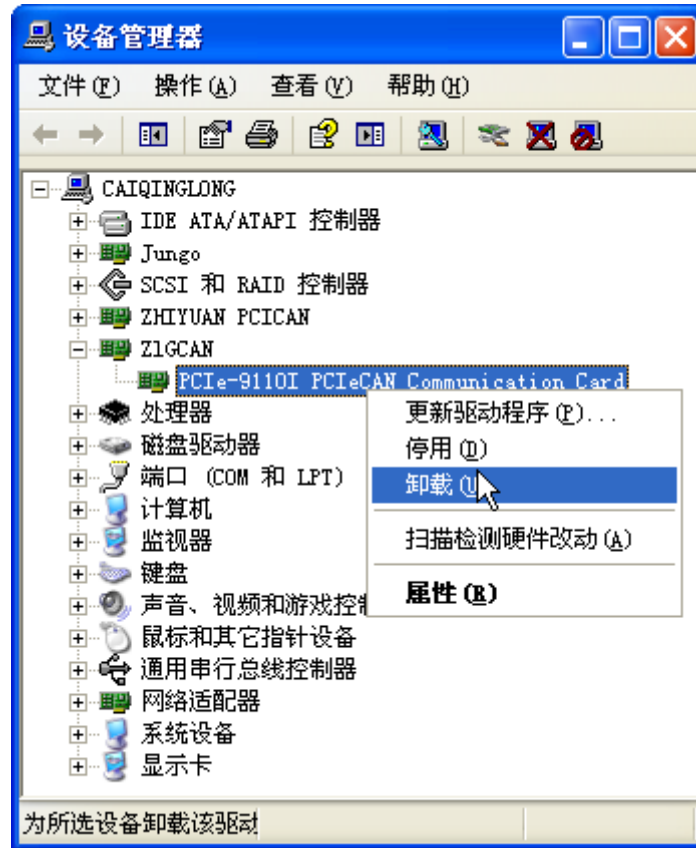 设备管理器
文件(F) 操作(A) 查看(V) 帮助(H)
CAIQINGLONG
IDE ATA/ATAPI 控制器
Jungo
SCSI 和 RAID 控制器
ZHIYUAN PCICAN
ZlGCAN
PCIe-9110I PCIeCAN Communication Card
处理器
更新驱动程序(P)...
磁盘驱动器
停用(D)
端口 (COM 和 LPT)
卸载(U
计算机
监视器
扫描检测硬件改动(A)
键盘
声音、视频和游戏控制
属性(R)
鼠标和其它指针设备
通用串行总线控制器
网络适配器
系统设备
显示卡
为所选设备卸载该驱动